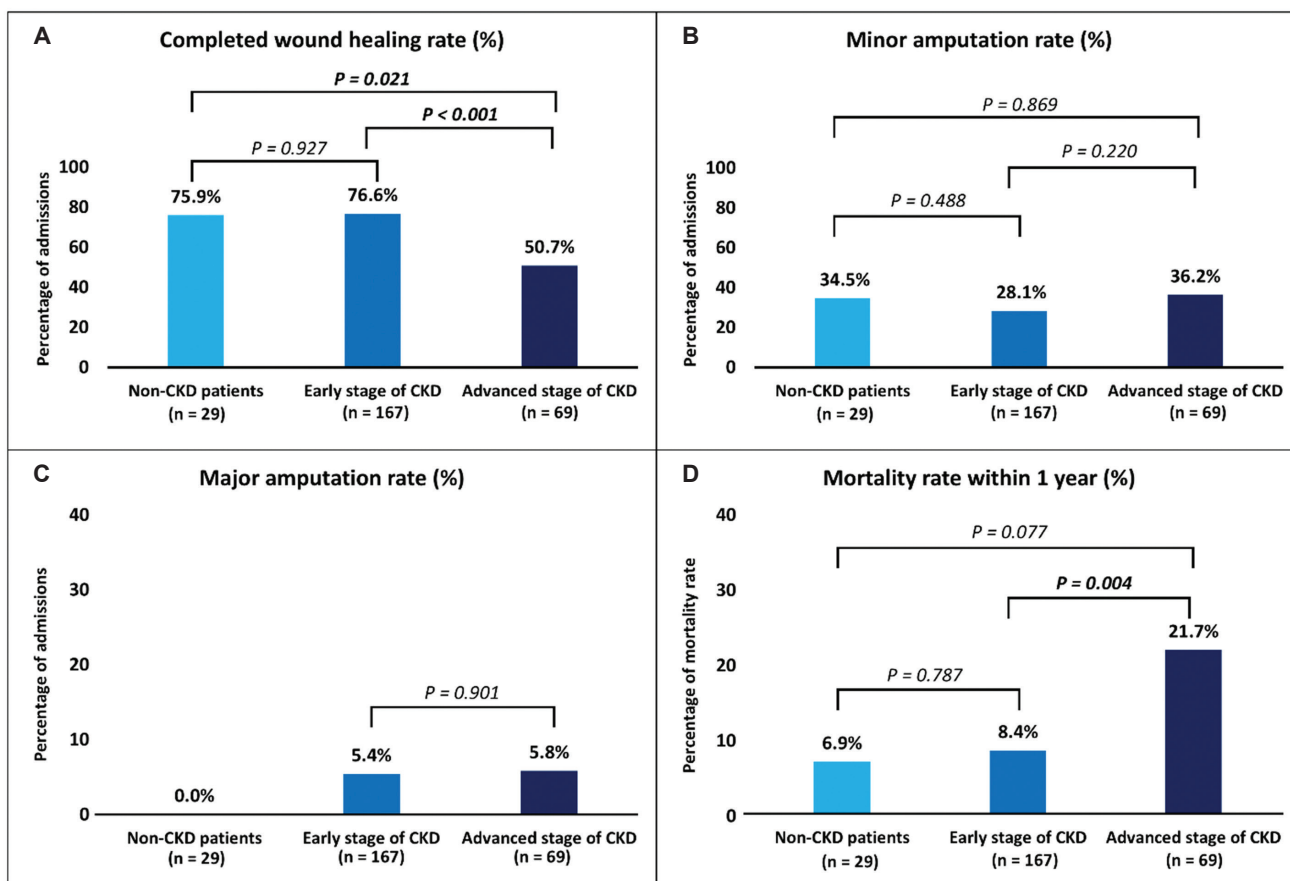 A
Completed wound healing rate (%)
P = 0.021
P < 0.001
P = 0.927
100
80
60
40
20
0
Percentage of admissions
75.9%
76.6%
50.7%
Non-CKD patients
(n = 29)
Early stage of CKD
(n = 167)
Advanced stage of CKD
(n = 69)
B
Minor amputation rate (%)
P = 0.869
P = 0.220
P = 0.488
100
80
60
40
20
0
Percentage of admissions
34.5%
28.1%
36.2%
Non-CKD patients
(n = 29)
Early stage of CKD
(n = 167)
Advanced stage of CKD
(n = 69)
C
Major amputation rate (%)
40
30
20
10
0
Percentage of admissions
P = 0.901
0.0%
5.4%
5.8%
Non-CKD patients
(n = 29)
Early stage of CKD
(n = 167)
Advanced stage of CKD
(n = 69)
D
Mortality rate within 1 year (%)
40
30
20
10
0
Percentage of mortality rate
P = 0.077
P = 0.004
P = 0.787
6.9%
8.4%
21.7%
Non-CKD patients
(n = 29)
Early stage of CKD
(n = 167)
Advanced stage of CKD
(n = 69)